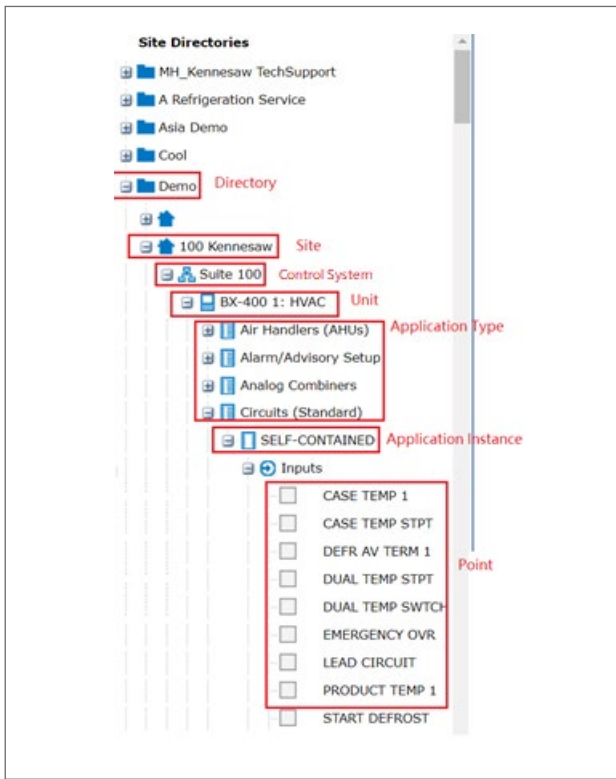 Site Directories
MH_Kennesaw TechSupport
A Refrigeration Service
Asia Demo
Cool
Demo Directory
100 Kennesaw Site
Suite 100 Control System
BX-400 1: HVAC Unit
Air Handlers (AHUs) Application Type
Alarm/Advisory Setup
Analog Combiners
Circuits (Standard)
SELF-CONTAINED Application Instance
Inputs
CASE TEMP 1
CASE TEMP STPT
DEFR AV TERM 1
Point
DUAL TEMP STPT
DUAL TEMP SWTCH
EMERGENCY OVR
LEAD CIRCUIT
PRODUCT TEMP 1
START DEFROST